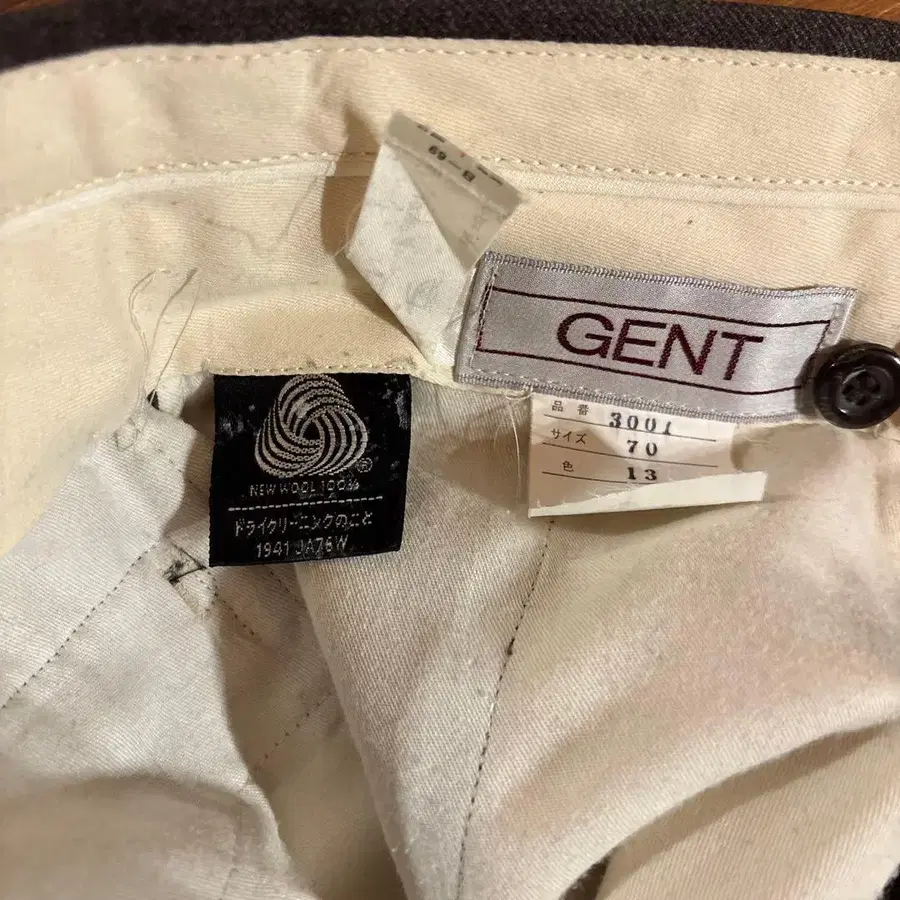 GENT
品番 3001
サイズ 70
色 13
®
NEW WOOL 100%
ドライクリーニングのこと
1941 JA76W